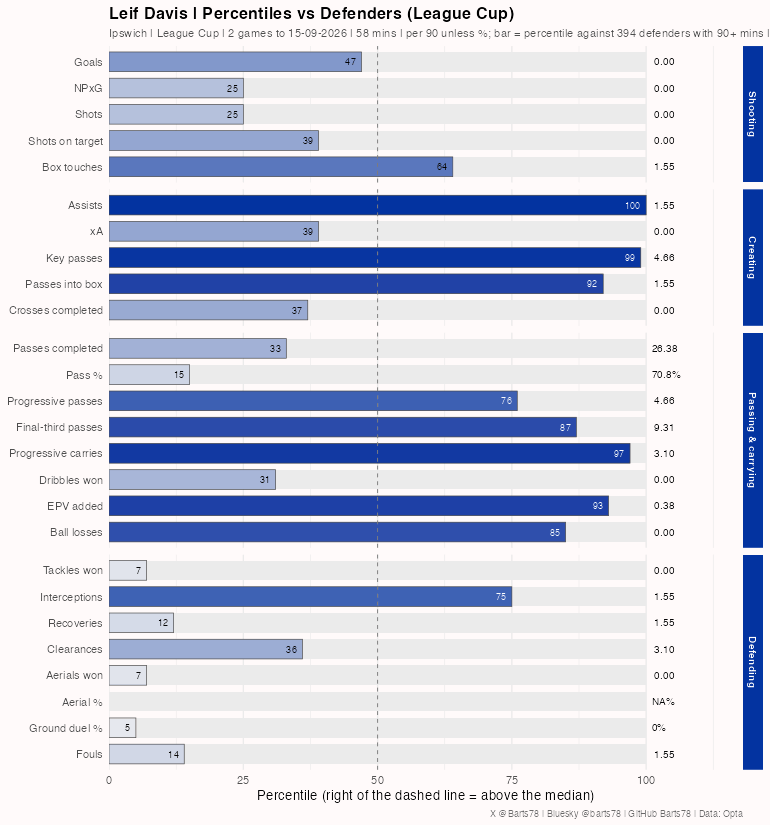 Leif Davis | Percentiles vs Defenders (League Cup)
Ipswich | League Cup | 2 games to 15-09-2026 | 58 mins | per 90 unless %; bar = percentile against 394 defenders with 90+ mins |
Goals 47 0.00
NPxG 25 0.00
Shots 25 0.00
Shots on target 39 0.00
Box touches 64 1.55
Shooting
Assists 100 1.55
xA 39 0.00
Key passes 99 4.66
Passes into box 92 1.55
Crosses completed 37 0.00
Creating
Passes completed 33 26.38
Pass % 15 70.8%
Progressive passes 76 4.66
Final-third passes 87 9.31
Progressive carries 97 3.10
Dribbles won 31 0.00
EPV added 93 0.38
Ball losses 85 0.00
Passing & carrying
Tackles won 7 0.00
Interceptions 75 1.55
Recoveries 12 1.55
Clearances 36 3.10
Aerials won 7 0.00
Aerial % NA%
Ground duel % 5 0%
Fouls 14 1.55
Defending
0 25 50 75 100
Percentile (right of the dashed line = above the median)
X @Barts78 | Bluesky @barts78 | GitHub Barts78 | Data: Opta